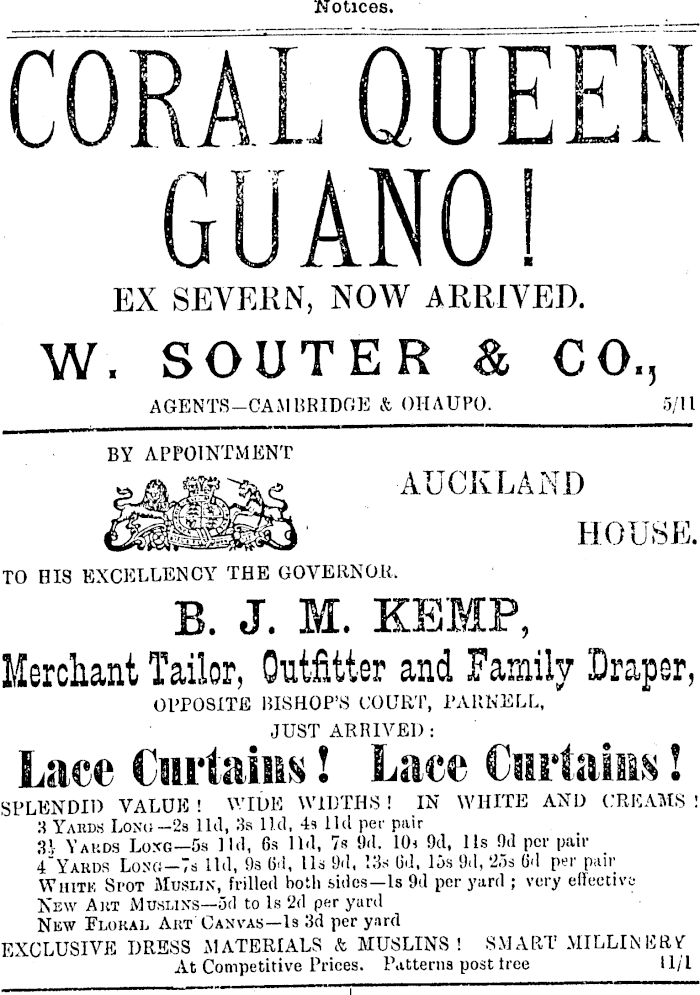 Notices.
CORAL QUEEN
GUANO!
EX SEVERN, NOW ARRIVED.
W. SOUTER & CO.,
AGENTS—CAMBRIDGE & OHAUPO. 5/11
BY APPOINTMENT
AUCKLAND
HOUSE.
TO HIS EXCELLENCY THE GOVERNOR.
B. J. M. KEMP,
Merchant Tailor, Outfitter and Family Draper,
OPPOSITE BISHOP'S COURT, PARNELL,
JUST ARRIVED:
Lace Curtains! Lace Curtains!
SPLENDID VALUE! WIDE WIDTHS! IN WHITE AND CREAMS!
3 YARDS LONG—2s 11d, 3s 11d, 4s 11d per pair
3½ YARDS LONG—5s 11d, 6s 11d, 7s 9d. 10s 9d, 11s 9d per pair
4 YARDS LONG—7s 11d, 9s 6d, 11s 9d, 13s 6d, 15s 9d, 25s 6d per pair
WHITE SPOT MUSLIN, frilled both sides—1s 9d per yard; very effective
NEW ART MUSLINS—5d to 1s 2d per yard
NEW FLORAL ART CANVAS—1s 3d per yard
EXCLUSIVE DRESS MATERIALS & MUSLINS! SMART MILLINERY
At Competitive Prices. Patterns post free 11/1